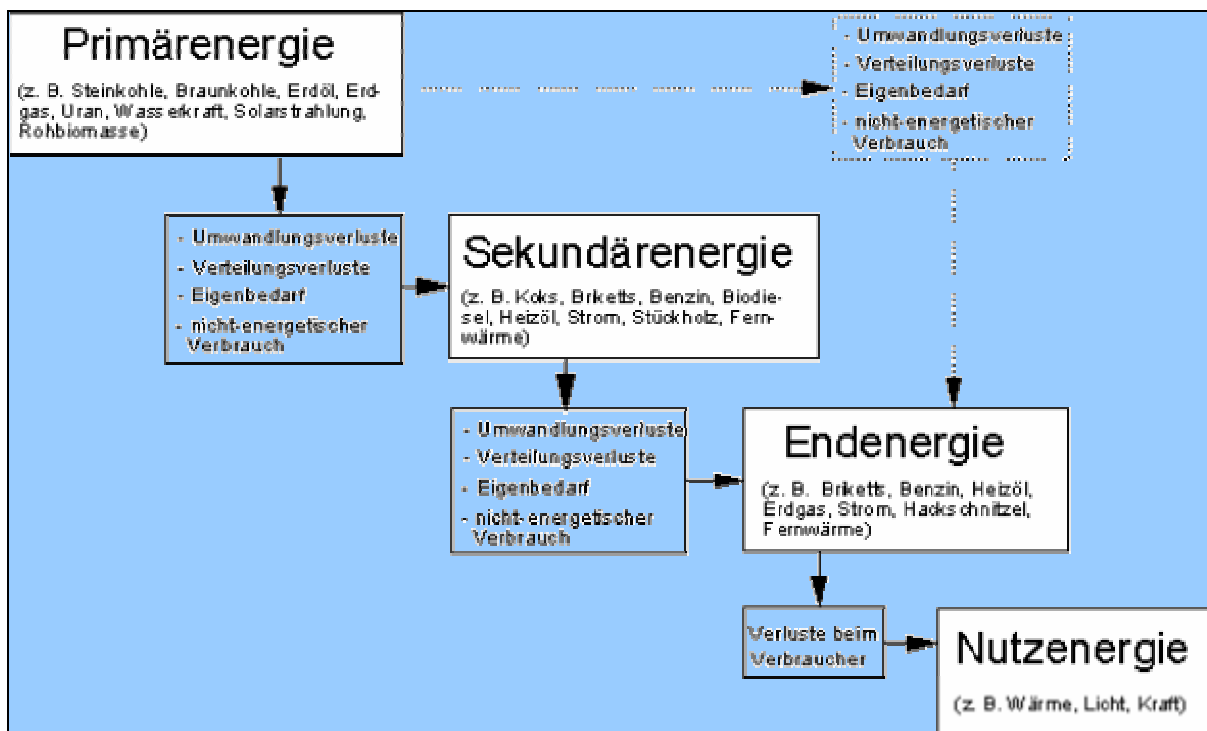 Primärenergie
(z. B. Steinkohle, Braunkohle, Erdöl, Erd-
gas, Uran, Wasserkraft, Solarstrahlung,
Rohbiomasse)
- Umwandlungsverluste
- Verteilungsverluste
- Eigenbedarf
- nicht-energetischer
Verbrauch
- Umwandlungsverluste
- Verteilungsverluste
- Eigenbedarf
- nicht-energetischer
Verbrauch
Sekundärenergie
(z. B. Koks, Briketts, Benzin, Biodie-
sel, Heizöl, Strom, Stückholz, Fern-
wärme)
- Umwandlungsverluste
- Verteilungsverluste
- Eigenbedarf
- nicht-energetischer
Verbrauch
Endenergie
(z. B. Briketts, Benzin, Heizöl,
Erdgas, Strom, Hackschnitzel,
Fernwärme)
Verluste beim
Verbraucher
Nutzenergie
(z. B. Wärme, Licht, Kraft)